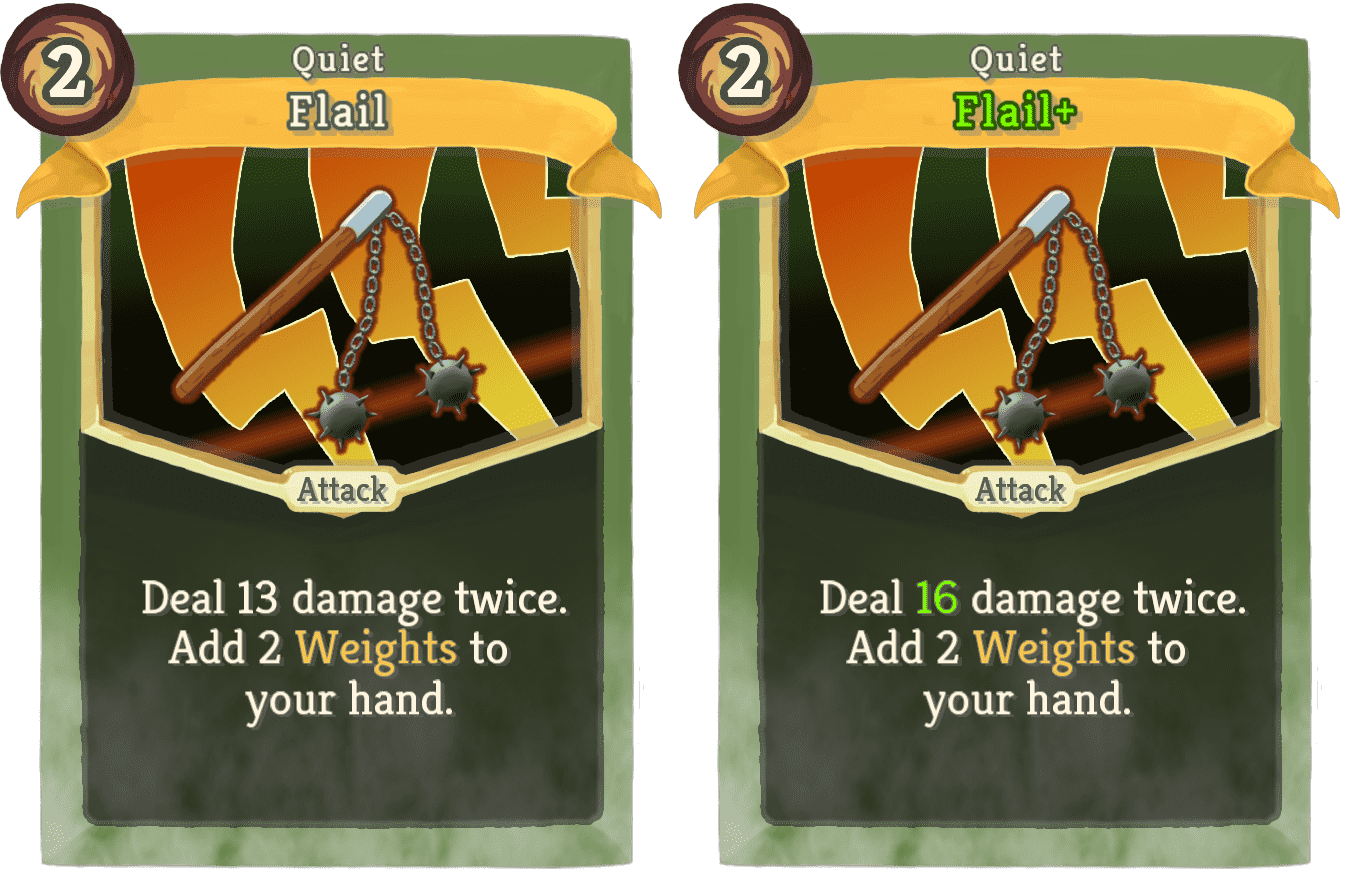 2
Quiet
Flail
Attack
Deal 13 damage twice.
Add 2 Weights to
your hand.
2
Quiet
Flail+
Attack
Deal 16 damage twice.
Add 2 Weights to
your hand.